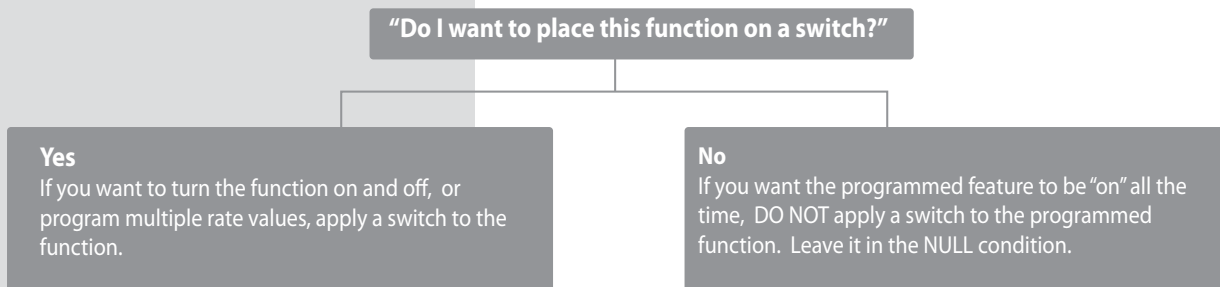 “Do I want to place this function on a switch?”
Yes
If you want to turn the function on and off, or
program multiple rate values, apply a switch to the
function.
No
If you want the programmed feature to be “on” all the
time, DO NOT apply a switch to the programmed
function. Leave it in the NULL condition.